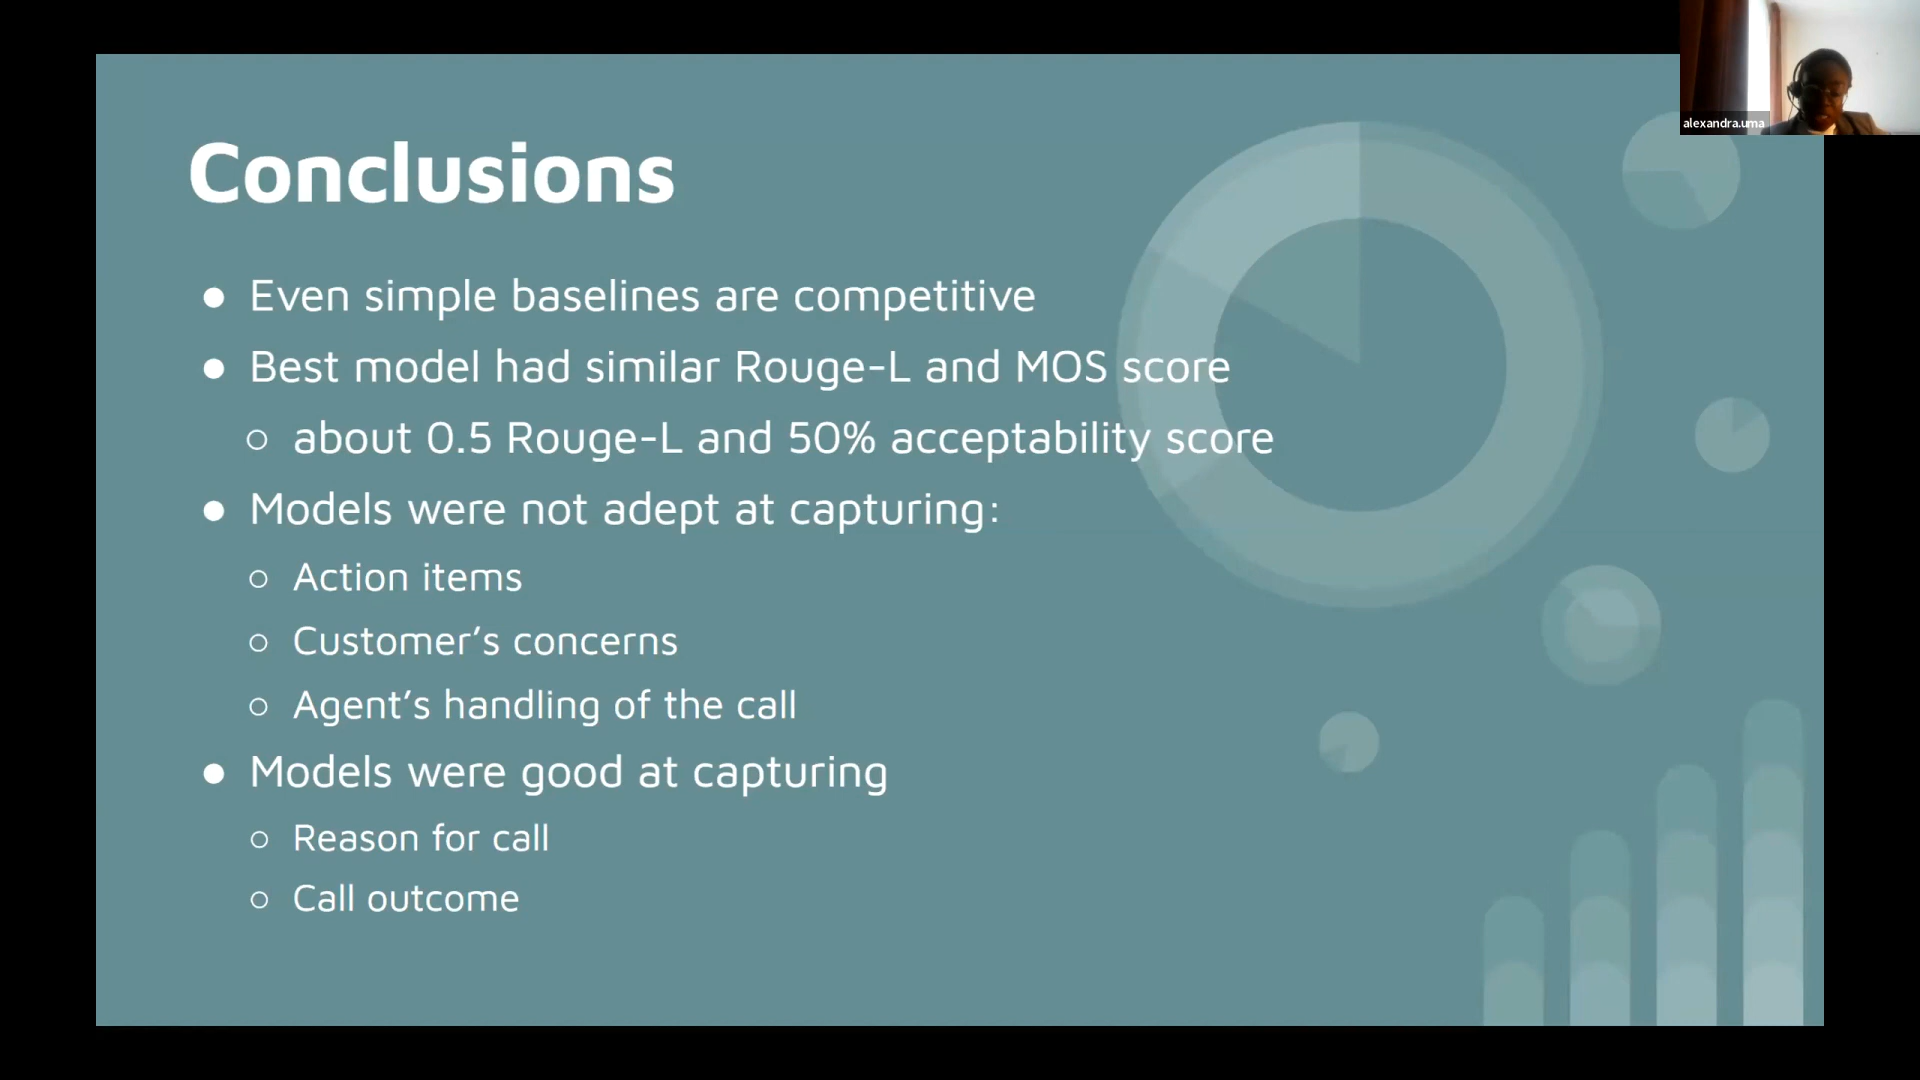 alexandra.uma
Conclusions
● Even simple baselines are competitive
● Best model had similar Rouge-L and MOS score
○ about 0.5 Rouge-L and 50% acceptability score
● Models were not adept at capturing:
○ Action items
○ Customer’s concerns
○ Agent’s handling of the call
● Models were good at capturing
○ Reason for call
○ Call outcome